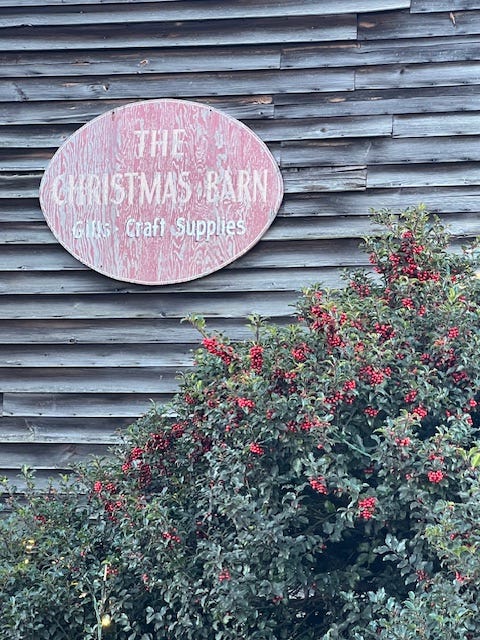 THE
CHRISTMAS BARN
Gifts · Craft Supplies